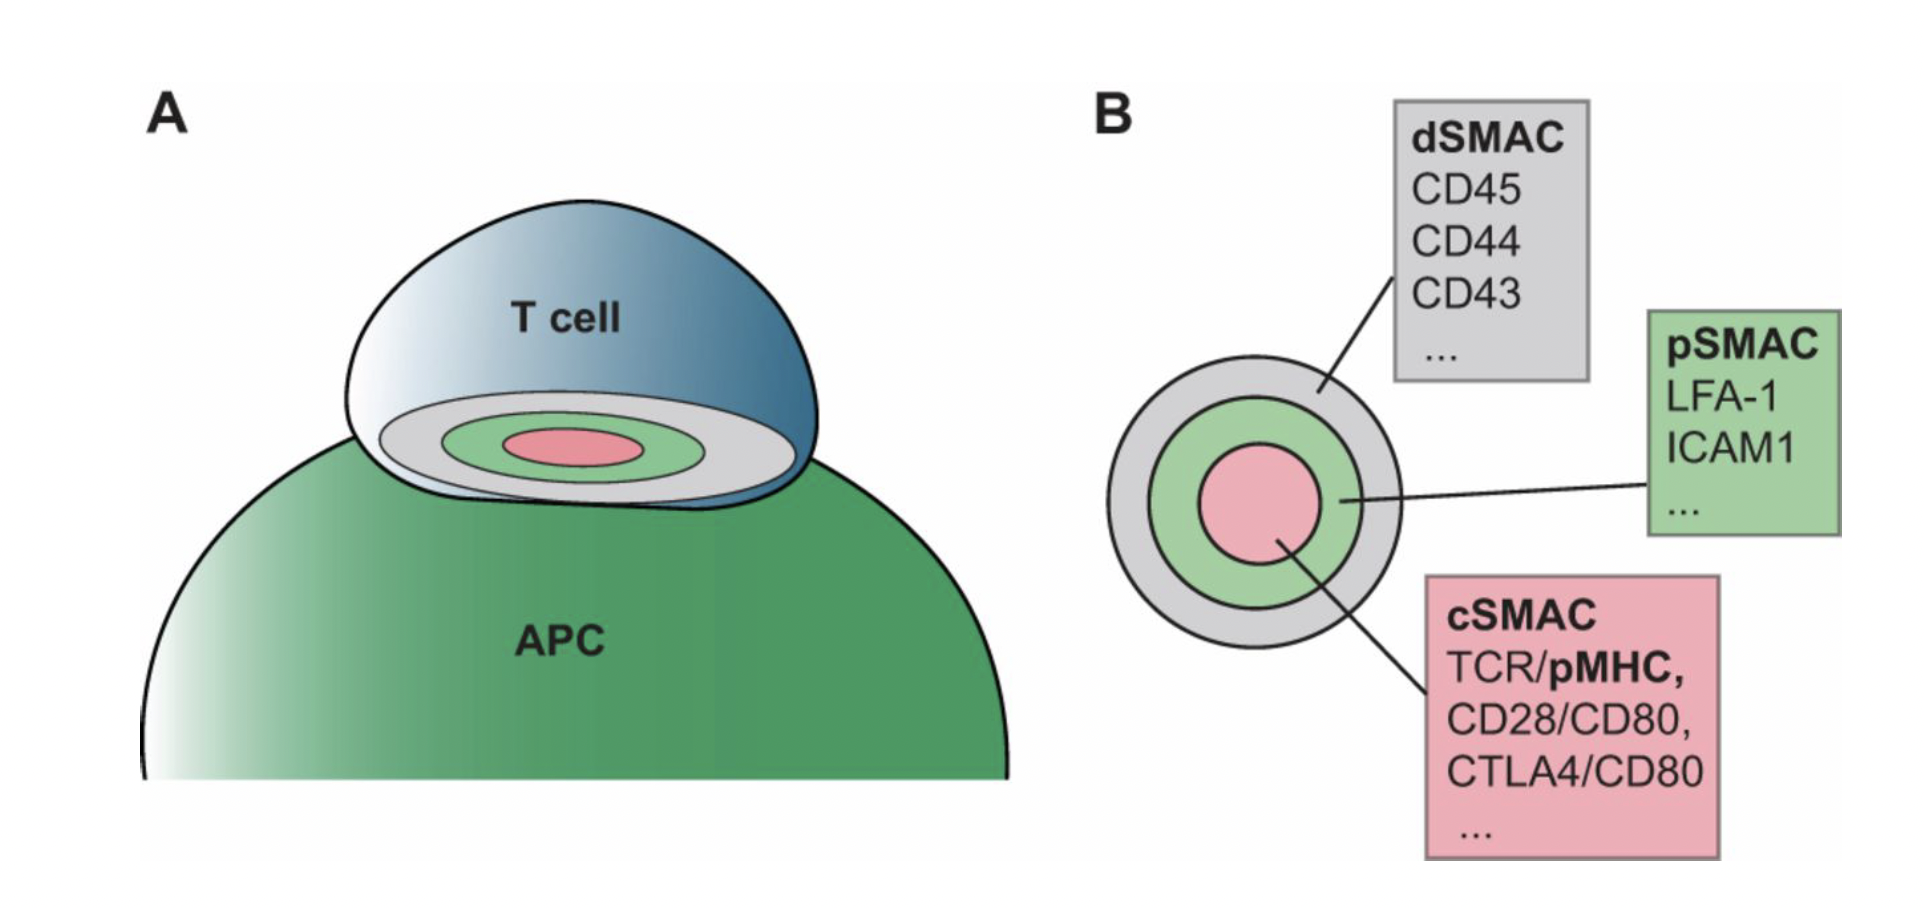 A
T cell
APC
B
dSMAC
CD45
CD44
CD43
...
pSMAC
LFA-1
ICAM1
...
cSMAC
TCR/pMHC,
CD28/CD80,
CTLA4/CD80
...